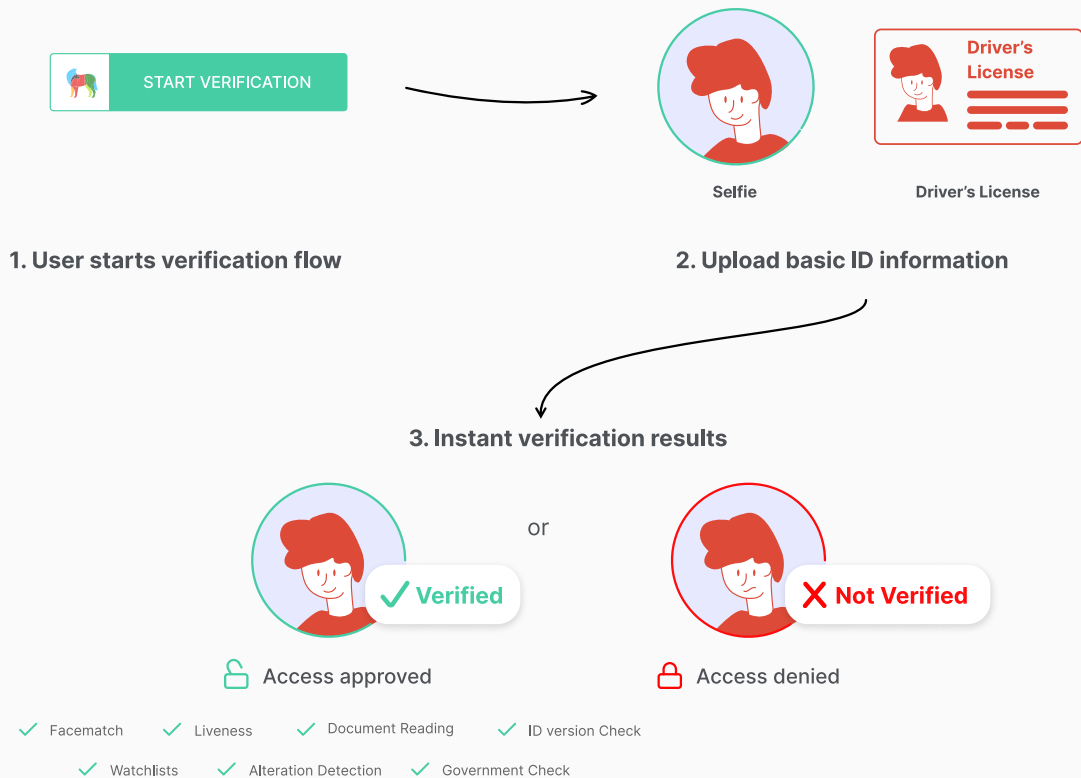 START VERIFICATION
Driver's
License
Selfie
Driver's License
1. User starts verification flow
2. Upload basic ID information
3. Instant verification results
or
Verified
Not Verified
Access approved
Access denied
Facematch
Liveness
Document Reading
ID version Check
Watchlists
Alteration Detection
Government Check